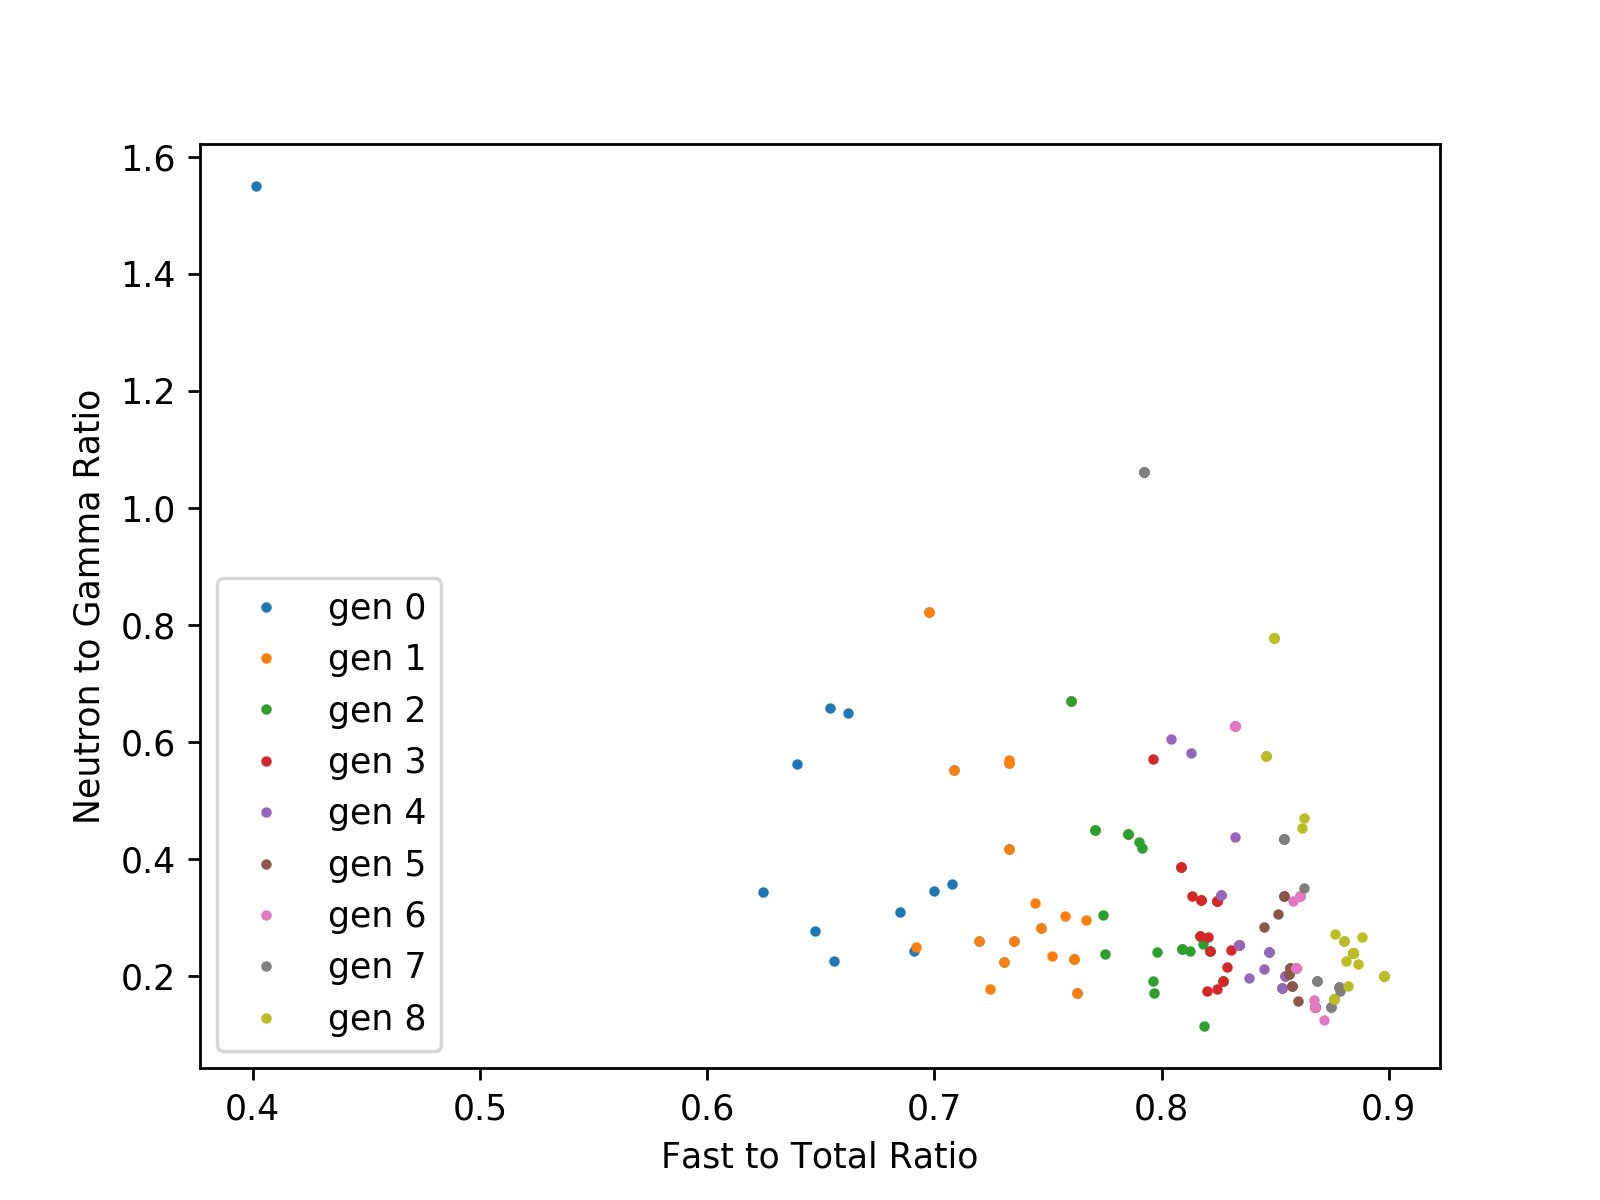 1.6
1.4
1.2
1.0
0.8
0.6
0.4
0.2
Neutron to Gamma Ratio
gen 0
gen 1
gen 2
gen 3
gen 4
gen 5
gen 6
gen 7
gen 8
0.4 0.5 0.6 0.7 0.8 0.9
Fast to Total Ratio